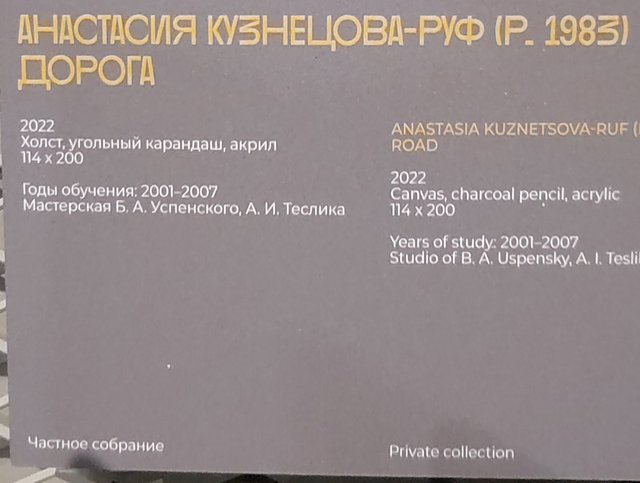 АНАСТАСИЯ КУЗНЕЦОВА-РУФ (Р. 1983)
ДОРОГА
2022
Холст, угольный карандаш, акрил
114 x 200
Годы обучения: 2001–2007
Мастерская Б. А. Успенского, А. И. Теслика
Частное собрание
ANASTASIA KUZNETSOVA-RUF
ROAD
2022
Canvas, charcoal pencil, acrylic
114 x 200
Years of study: 2001–2007
Studio of B. A. Uspensky, A. I.
Private collection